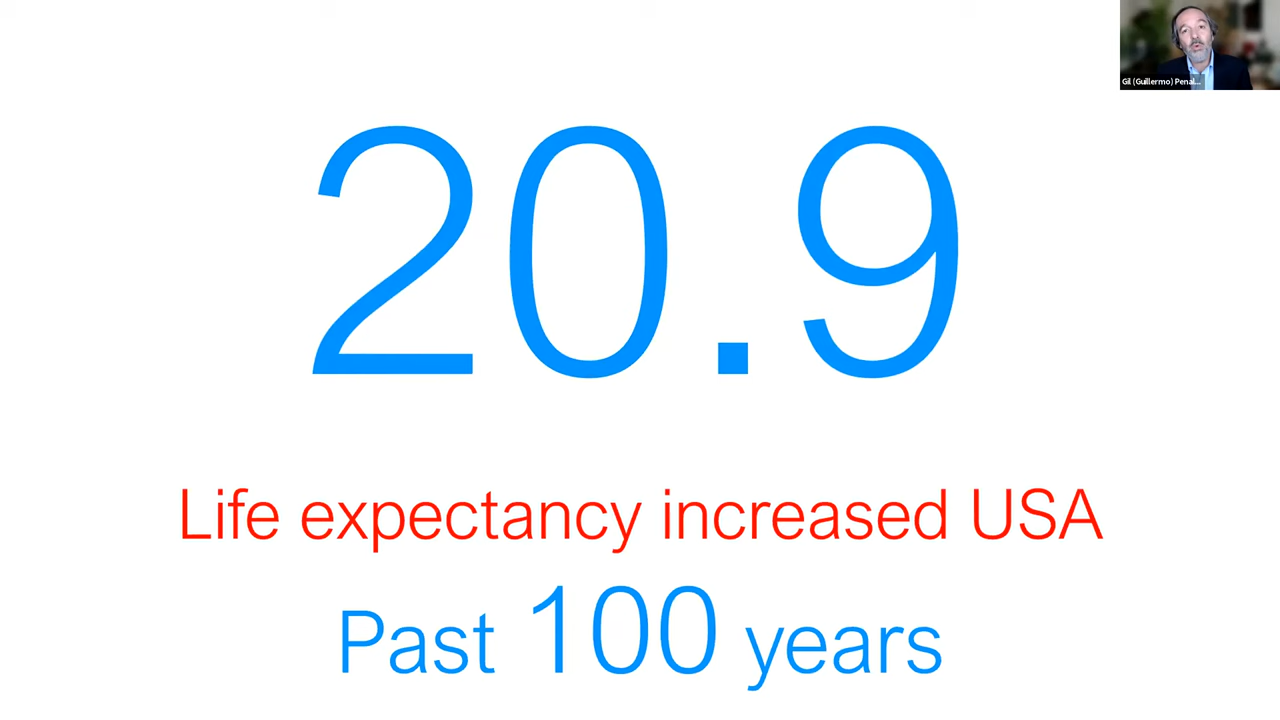 Gil (Guillermo) Penal...
20.9
Life expectancy increased USA
Past 100 years